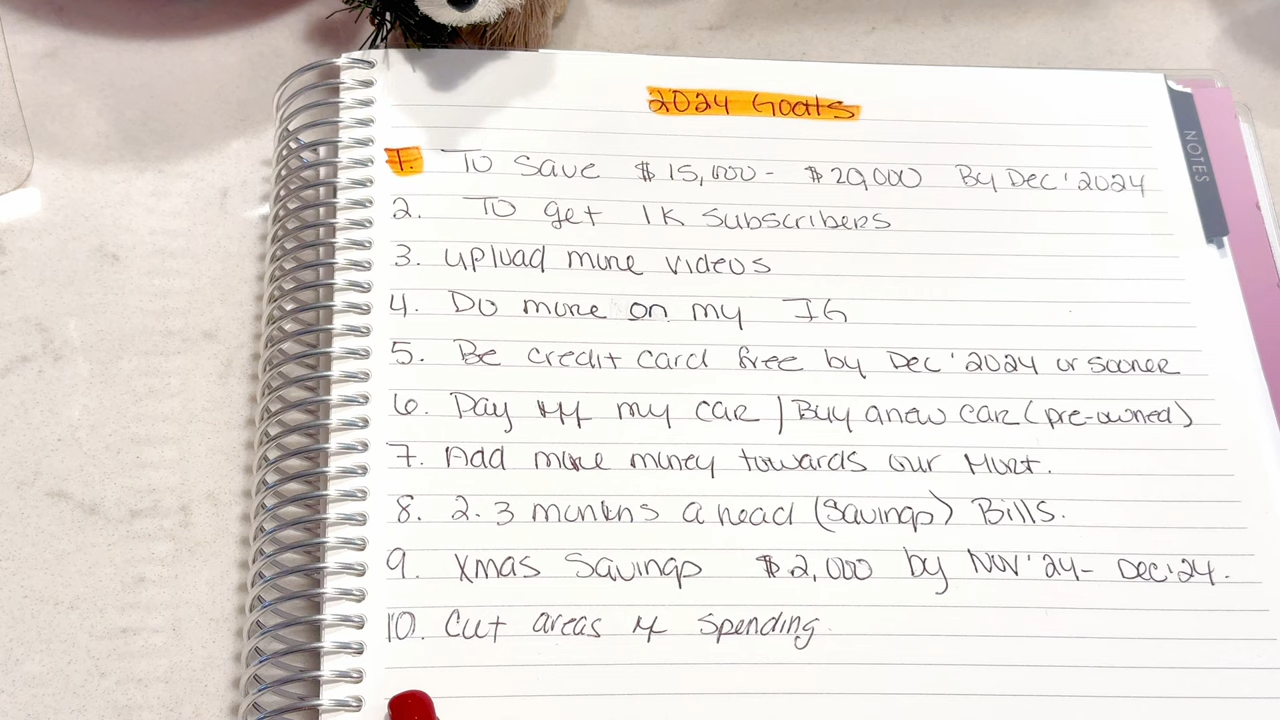 2024 Goals
NOTES
1. To Save $15,000 - $20,000 By Dec '2024
2. To get 1K Subscribers
3. upload more videos
4. Do more on my IG
5. Be credit card free by Dec '2024 or sooner
6. Pay off my car / Buy a new car (pre-owned)
7. Add more money towards our Mort.
8. 2-3 months ahead (Savings) Bills.
9. Xmas Savings $2,000 by Nov '24 - Dec '24.
10. Cut areas of spending.